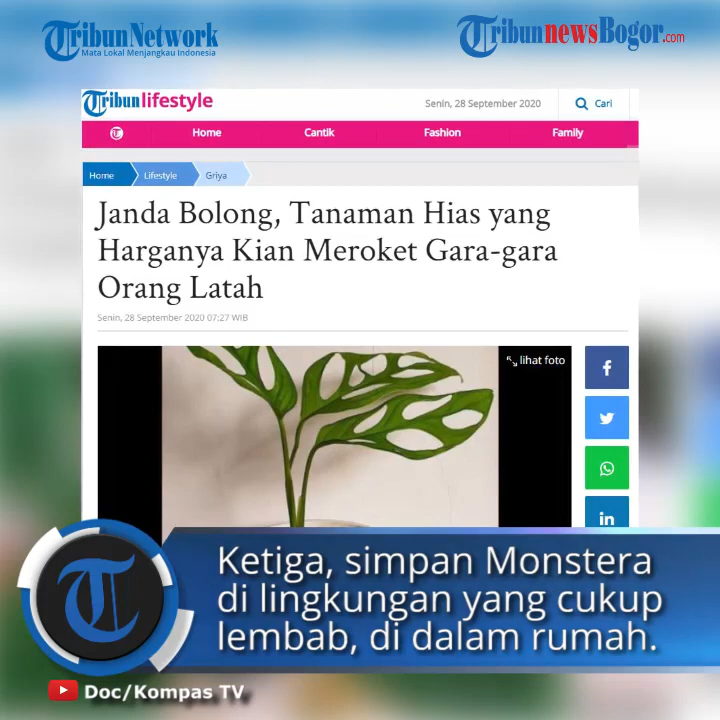 TribunNetwork
Mata Lokal Menjangkau Indonesia
TribunnewsBogor.com
Tribunlifestyle
Senin, 28 September 2020
Cari
Home
Cantik
Fashion
Family
Home
Lifestyle
Griya
Janda Bolong, Tanaman Hias yang
Harganya Kian Meroket Gara-gara
Orang Latah
Senin, 28 September 2020 07:27 WIB
lihat foto
Ketiga, simpan Monstera
di lingkungan yang cukup
lembab, di dalam rumah.
Doc/Kompas TV